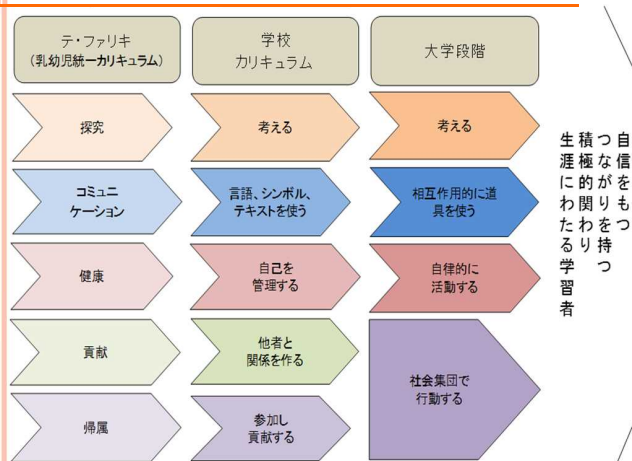 テ・ファリキ
(乳幼児統一カリキュラム)
学校
カリキュラム
大学段階
探究
考える
考える
コミュニ
ケーション
言語、シンボル、
テキストを使う
相互作用的に道
具を使う
健康
自己を
管理する
自律的に
活動する
貢献
他者と
関係を作る
社会集団で
行動する
帰属
参加し
貢献する
自信をもつ
つながりを持つ
積極的関わり
生涯にわたる学習者